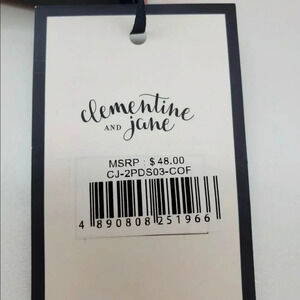 clementine
AND jane
MSRP : $48.00
CJ-2PDS03-COF
4 890808 251966